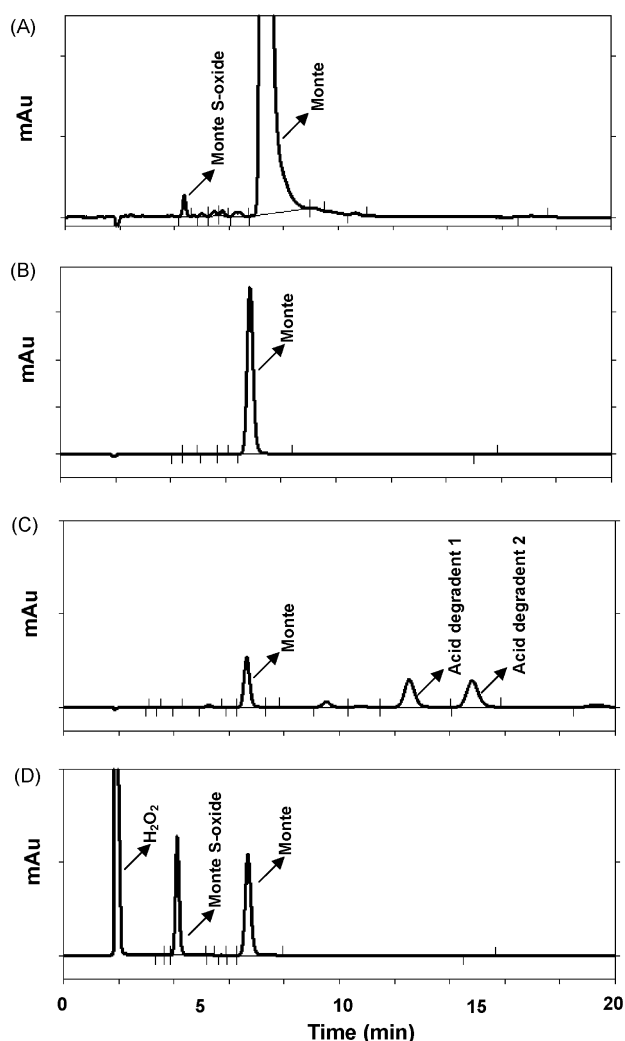 (A)
mAu
Monte S-oxide
Monte
(B)
mAu
Monte
(C)
mAu
Monte
Acid degradent 1
Acid degradent 2
(D)
mAu
H₂O₂
Monte S-oxide
Monte
0 5 10 15 20
Time (min)